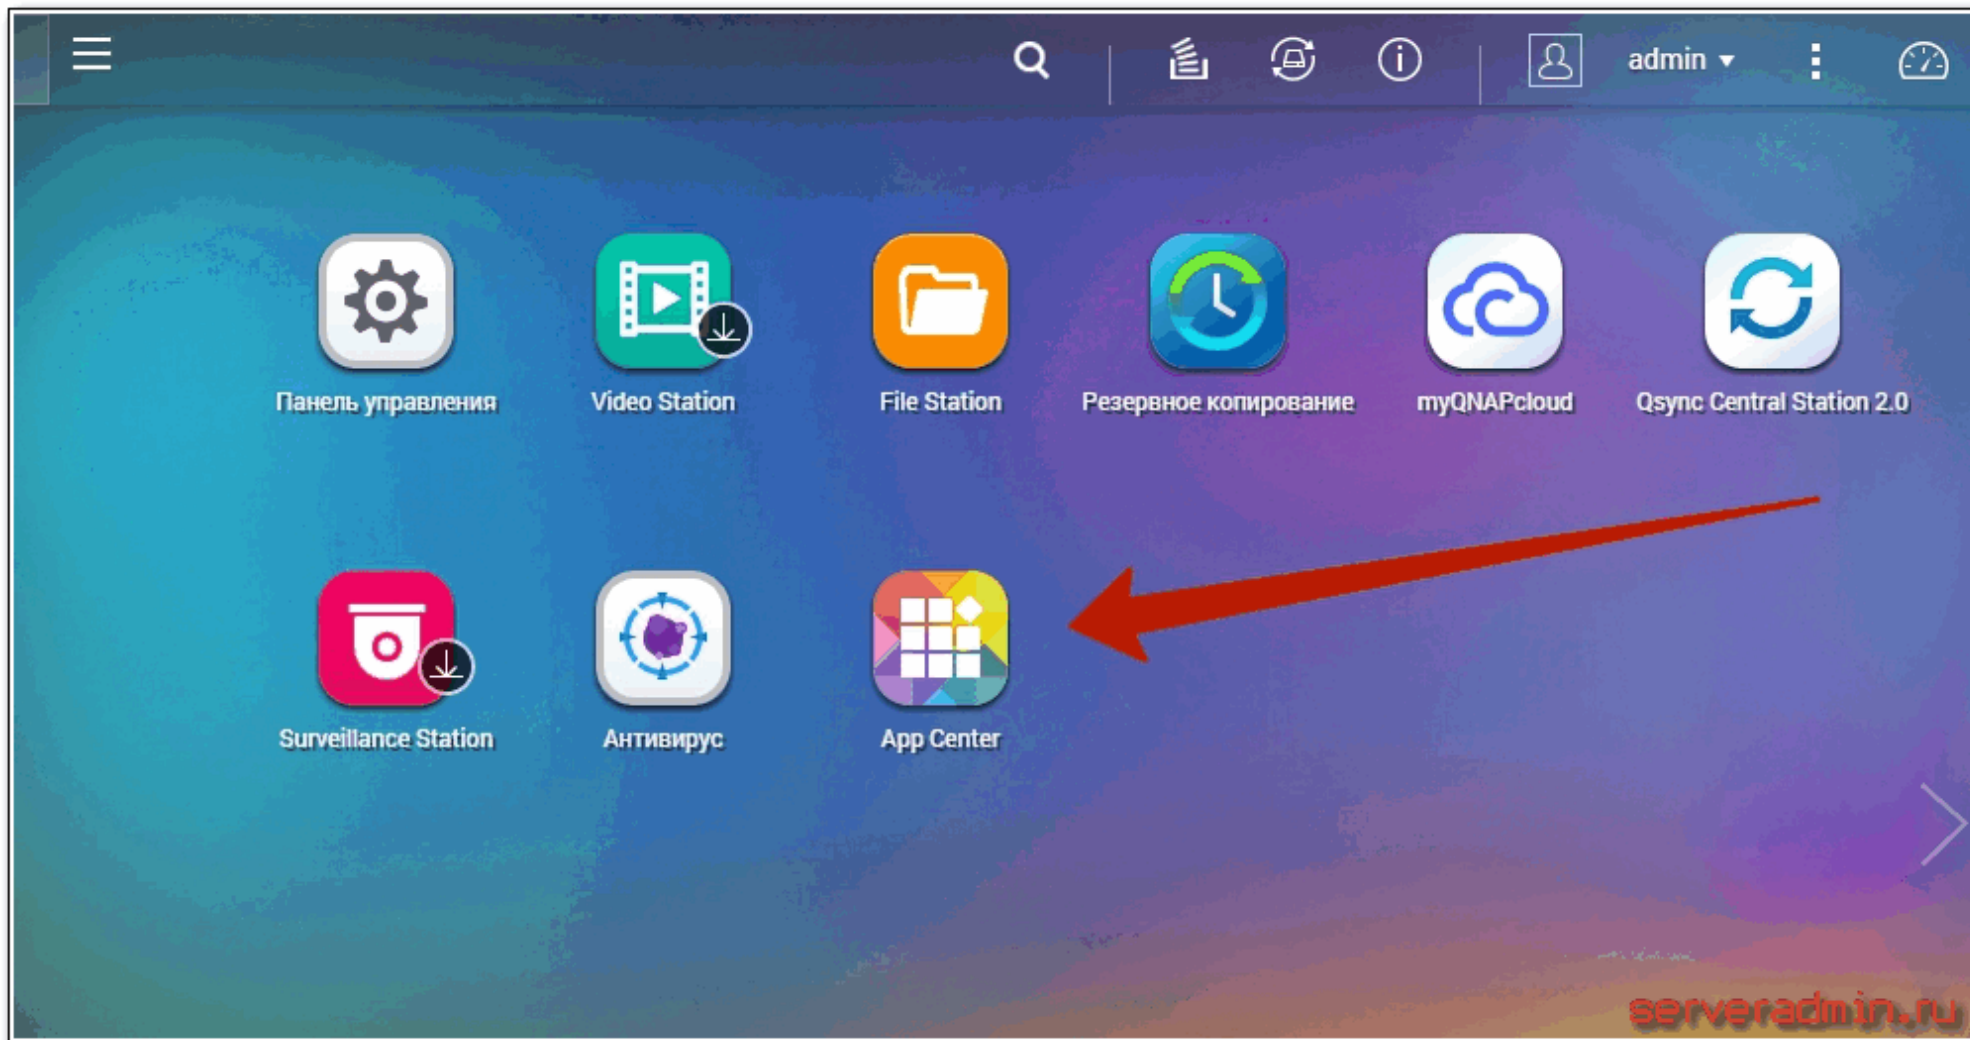 admin
Панель управления
Video Station
File Station
Резервное копирование
myQNAPcloud
Qsync Central Station 2.0
Surveillance Station
Антивирус
App Center
serveradmin.ru